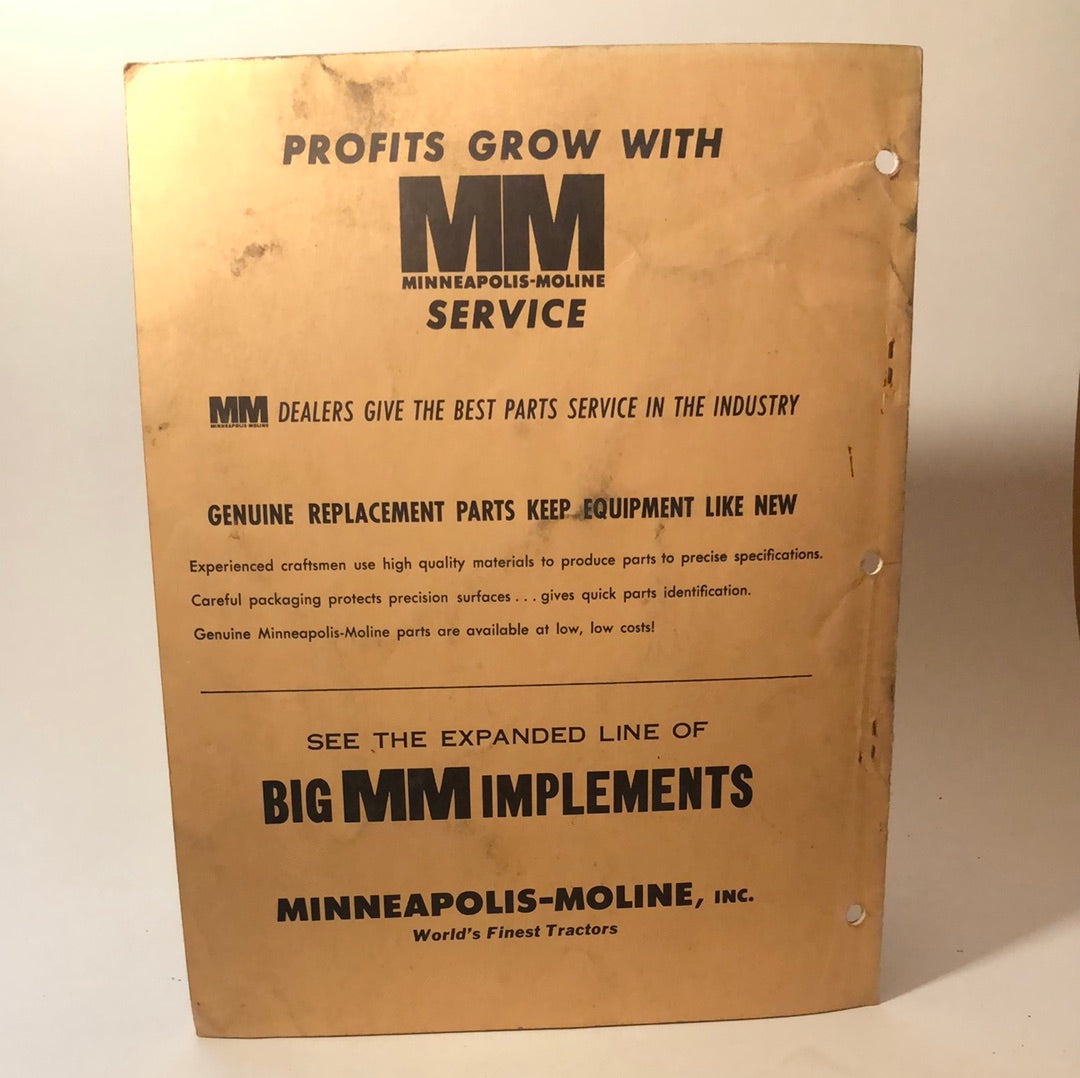 PROFITS GROW WITH
MM
MINNEAPOLIS-MOLINE
SERVICE
MM MINNEAPOLIS-MOLINE DEALERS GIVE THE BEST PARTS SERVICE IN THE INDUSTRY
GENUINE REPLACEMENT PARTS KEEP EQUIPMENT LIKE NEW
Experienced craftsmen use high quality materials to produce parts to precise specifications.
Careful packaging protects precision surfaces . . . gives quick parts identification.
Genuine Minneapolis-Moline parts are available at low, low costs!
SEE THE EXPANDED LINE OF
BIG MM IMPLEMENTS
MINNEAPOLIS-MOLINE, INC.
World's Finest Tractors